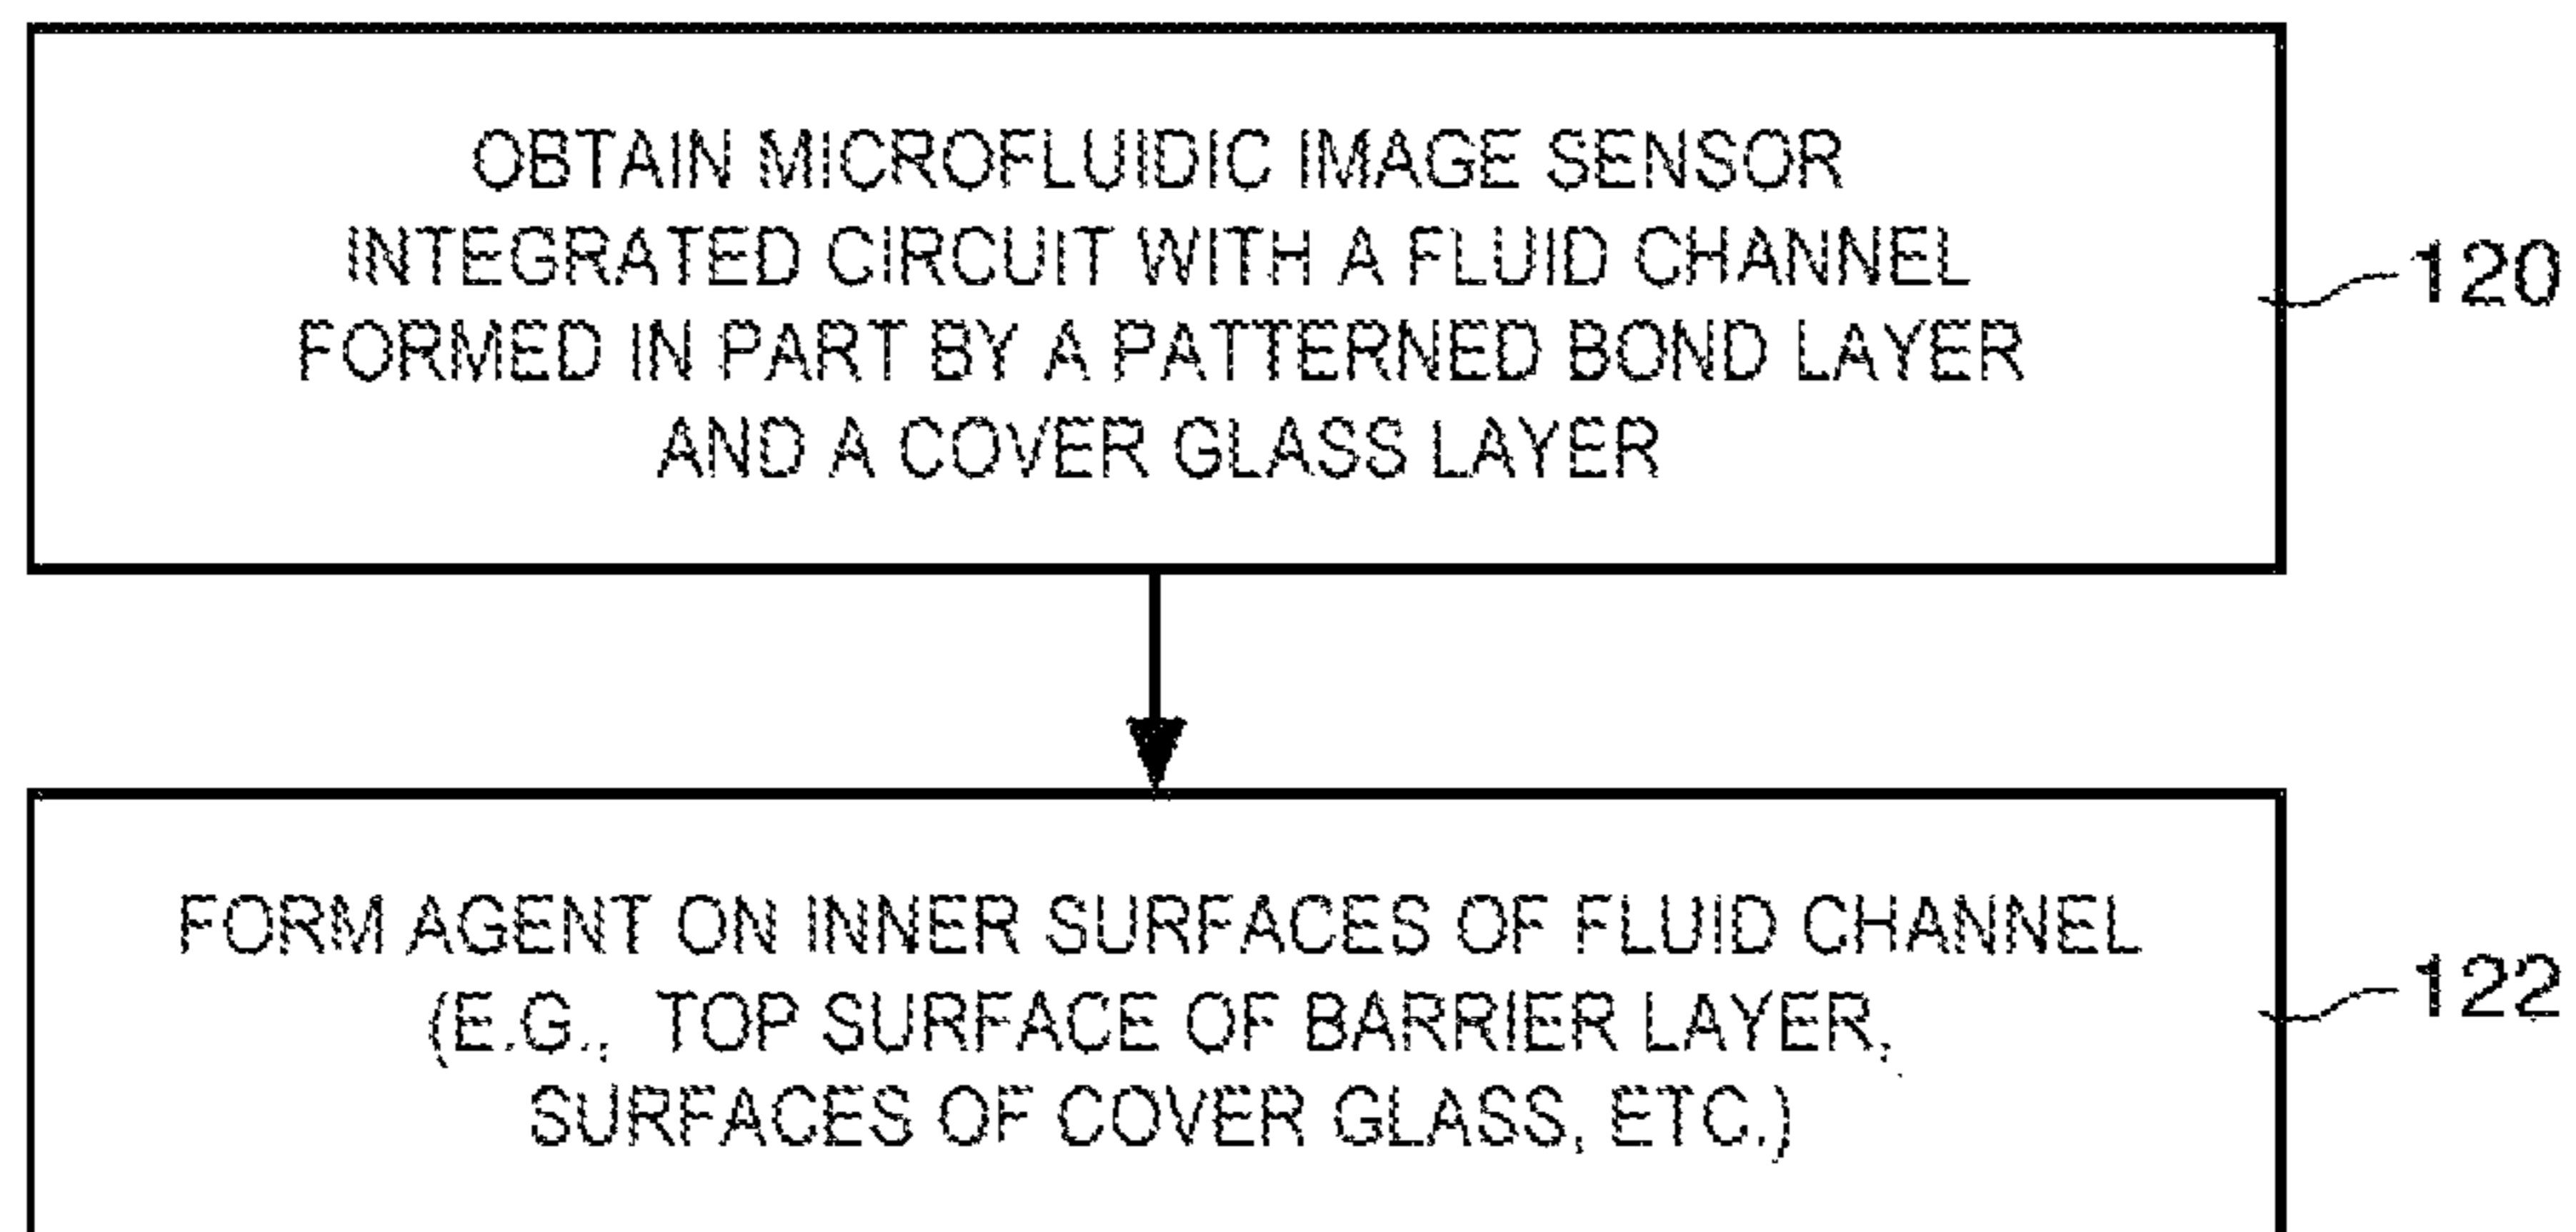 OBTAIN MICROFLUIDIC IMAGE SENSOR
INTEGRATED CIRCUIT WITH A FLUID CHANNEL
FORMED IN PART BY A PATTERNED BOND LAYER
AND A COVER GLASS LAYER
120
FORM AGENT ON INNER SURFACES OF FLUID CHANNEL
(E.G., TOP SURFACE OF BARRIER LAYER,
SURFACES OF COVER GLASS, ETC.)
122